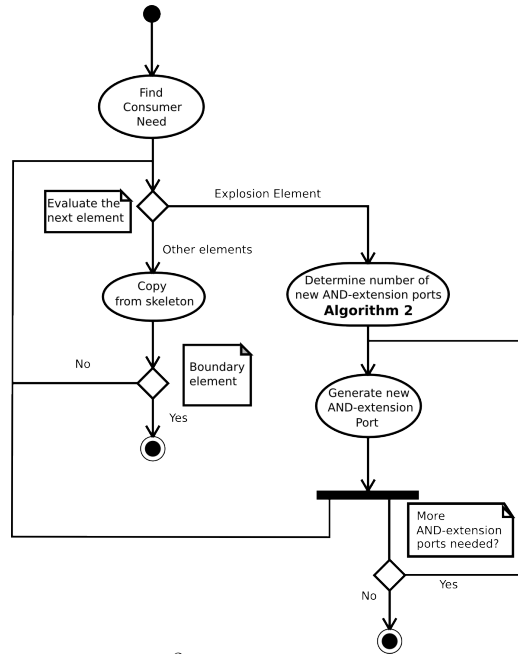 Find
Consumer
Need
Evaluate the
next element
Explosion Element
Other elements
Copy
from skeleton
Determine number of
new AND-extension ports
Algorithm 2
No
Boundary
element
Yes
Generate new
AND-extension
Port
More
AND-extension
ports needed?
Yes
No